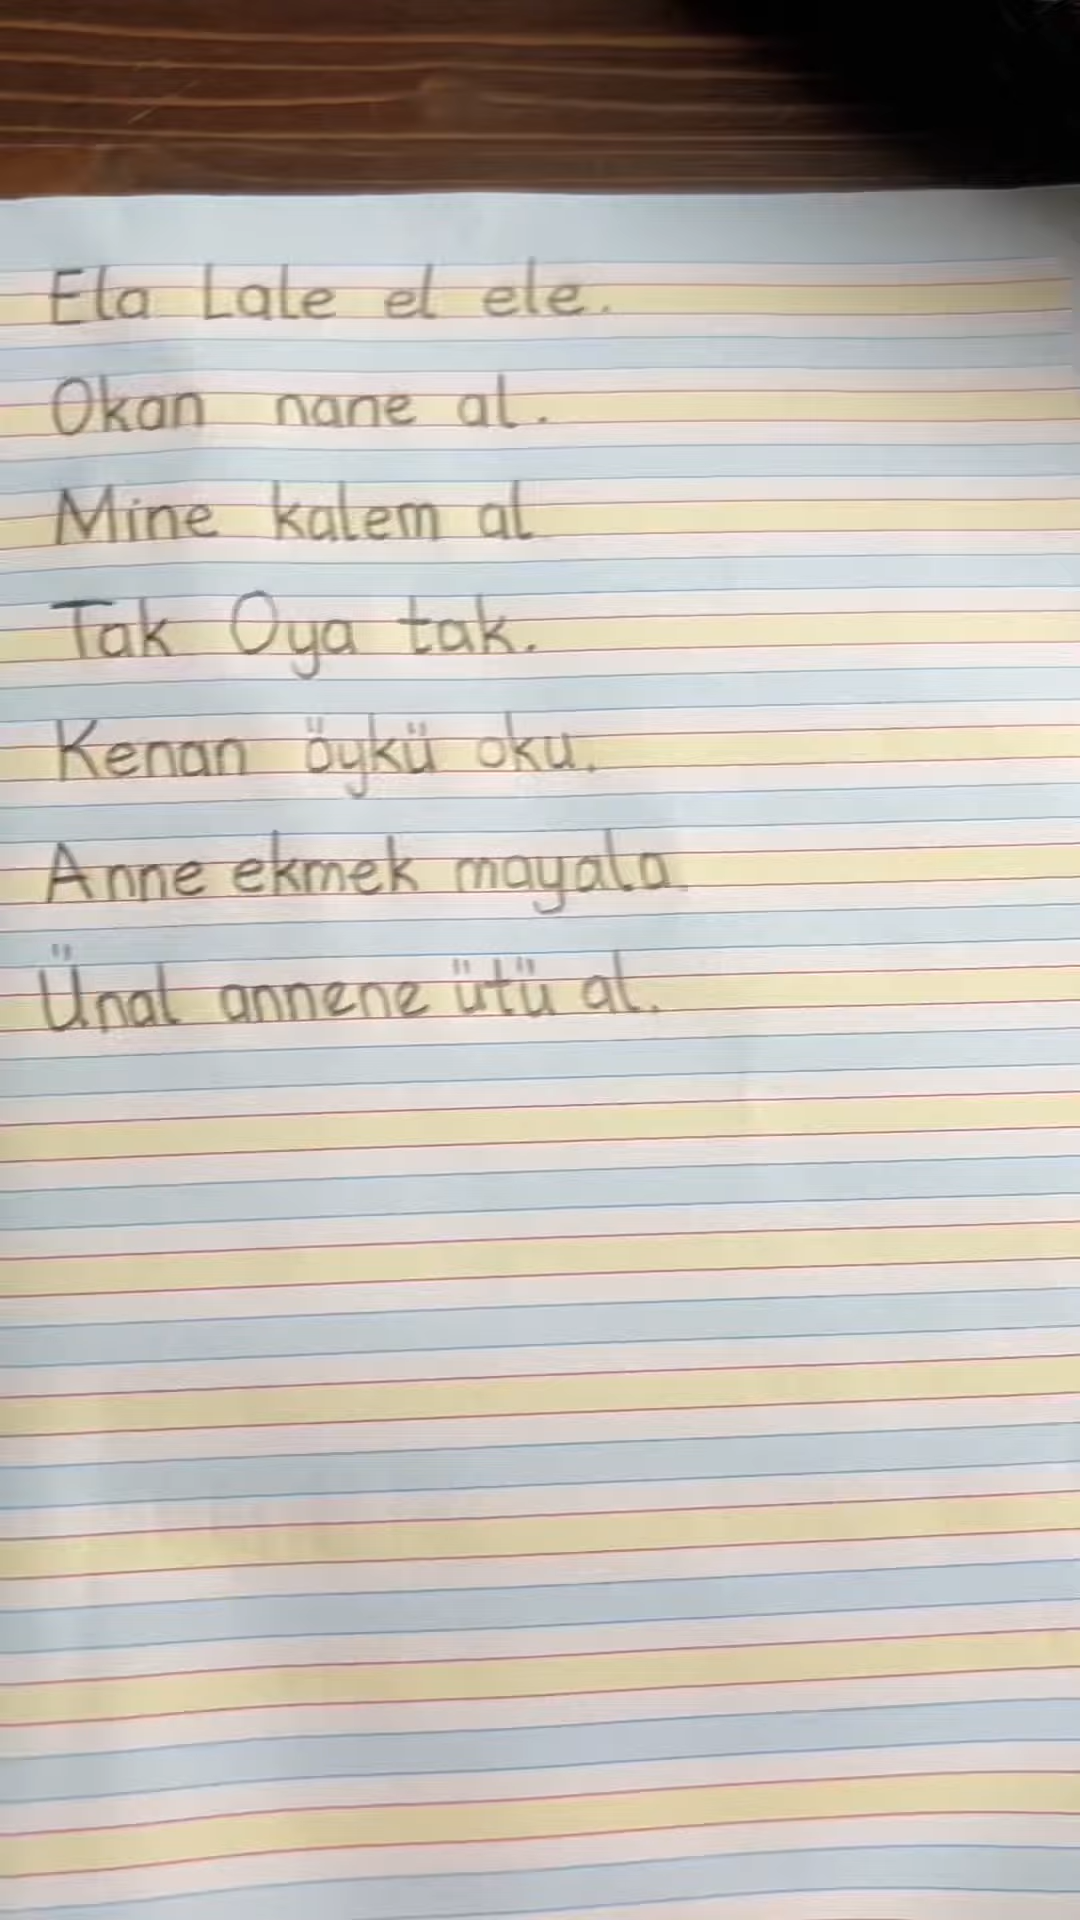 Ela Lale el ele.
Okan nane al.
Mine kalem al
Tak Oya tak.
Kenan öykü oku.
Anne ekmek mayala.
Ünal annene ütü al.